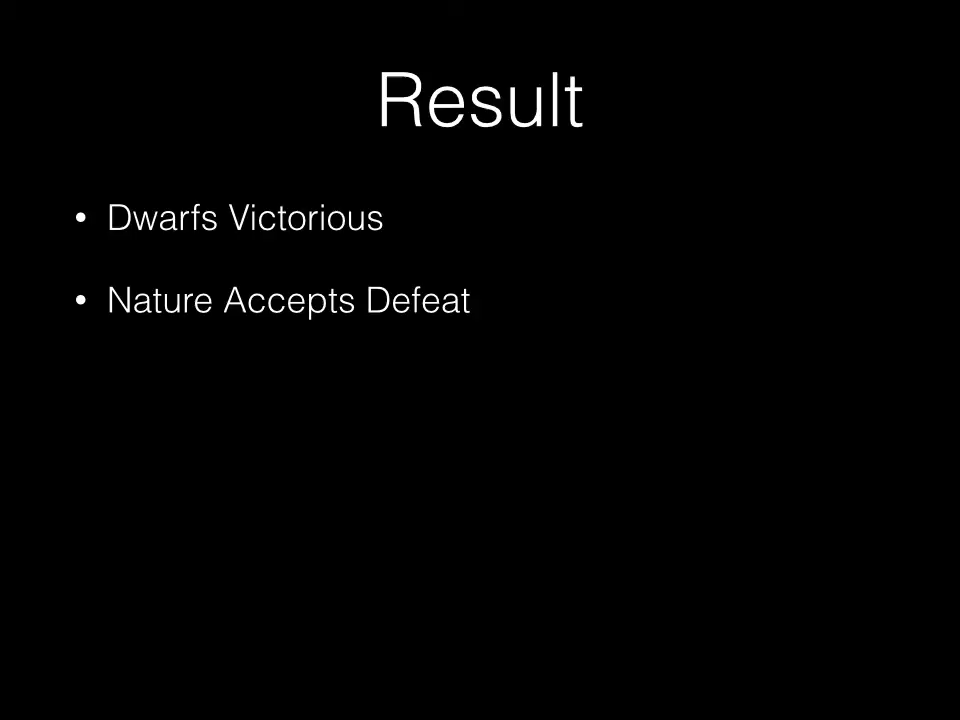 Result
• Dwarfs Victorious
• Nature Accepts Defeat